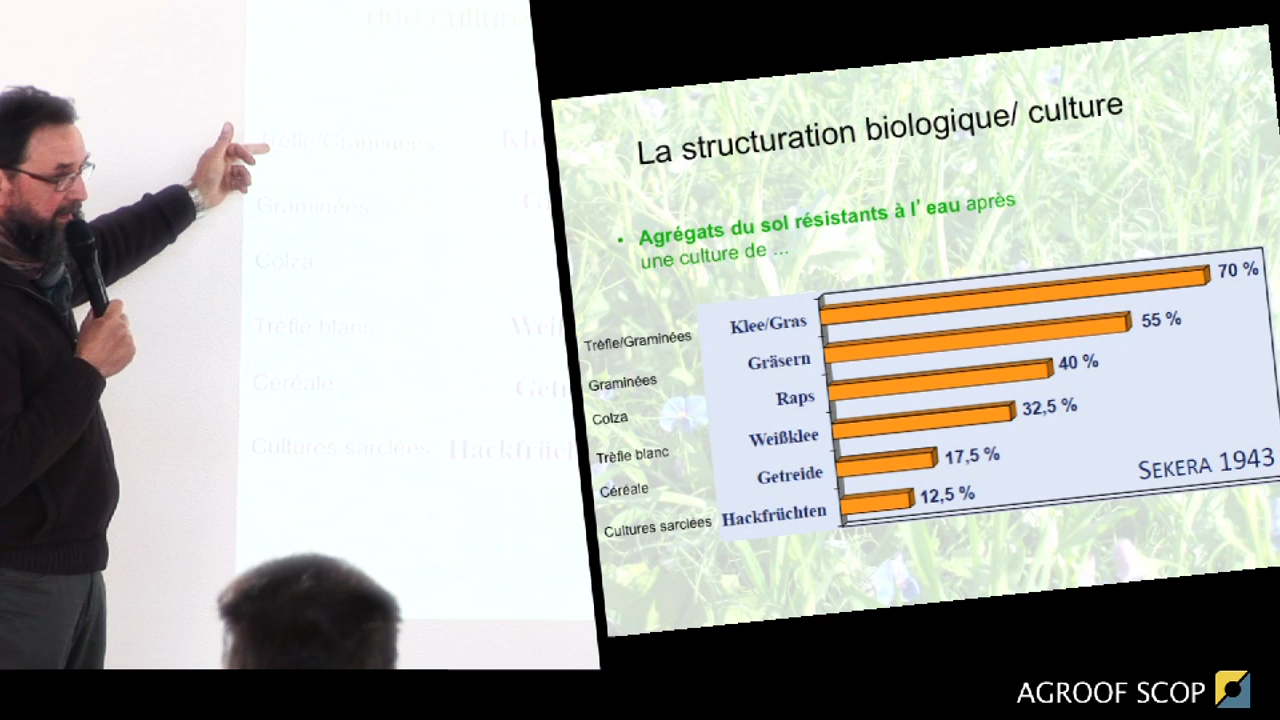 que culture
Trèfle/Graminées
Graminées
Colza
Trèfle blanc
Céréale
Cultures sarclées
La structuration biologique/ culture
• Agrégats du sol résistants à l' eau après
une culture de ...
Trèfle/Graminées Klee/Gras 70 %
Graminées Gräsern 55 %
Colza Raps 40 %
Trèfle blanc Weißklee 32,5 %
Céréale Getreide 17,5 %
Cultures sarclées Hackfrüchten 12,5 %
SEKERA 1943
AGROOF SCOP